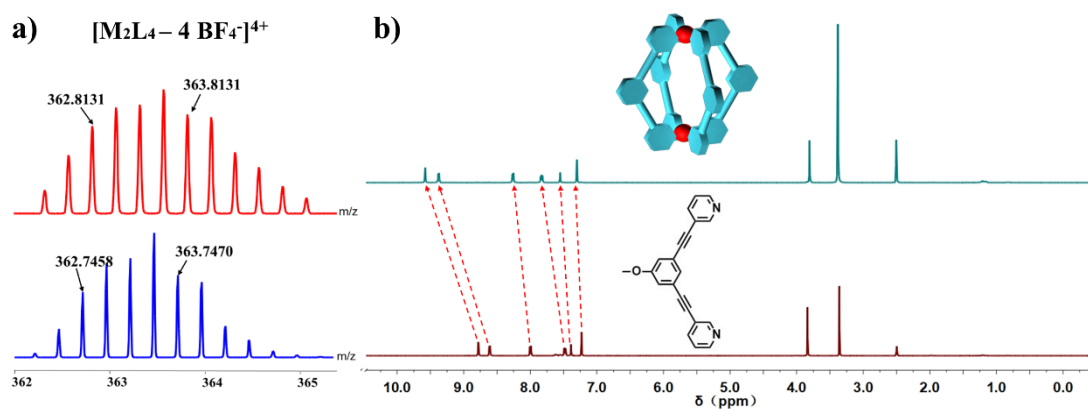 a) [M₂L₄ – 4 BF₄⁻]⁴⁺
362.8131
363.8131
m/z
362.7458
363.7470
m/z
362 363 364 365
b)
N
O
N
10.0 9.0 8.0 7.0 6.0 5.0 4.0 3.0 2.0 1.0 0.0
δ (ppm)